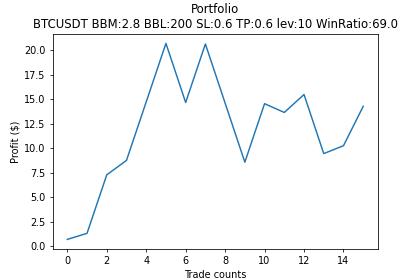 Portfolio
BTCUSDT BBM:2.8 BBL:200 SL:0.6 TP:0.6 lev:10 WinRatio:69.0
20.0
17.5
15.0
12.5
10.0
7.5
5.0
2.5
0.0
Profit ($)
0 2 4 6 8 10 12 14
Trade counts